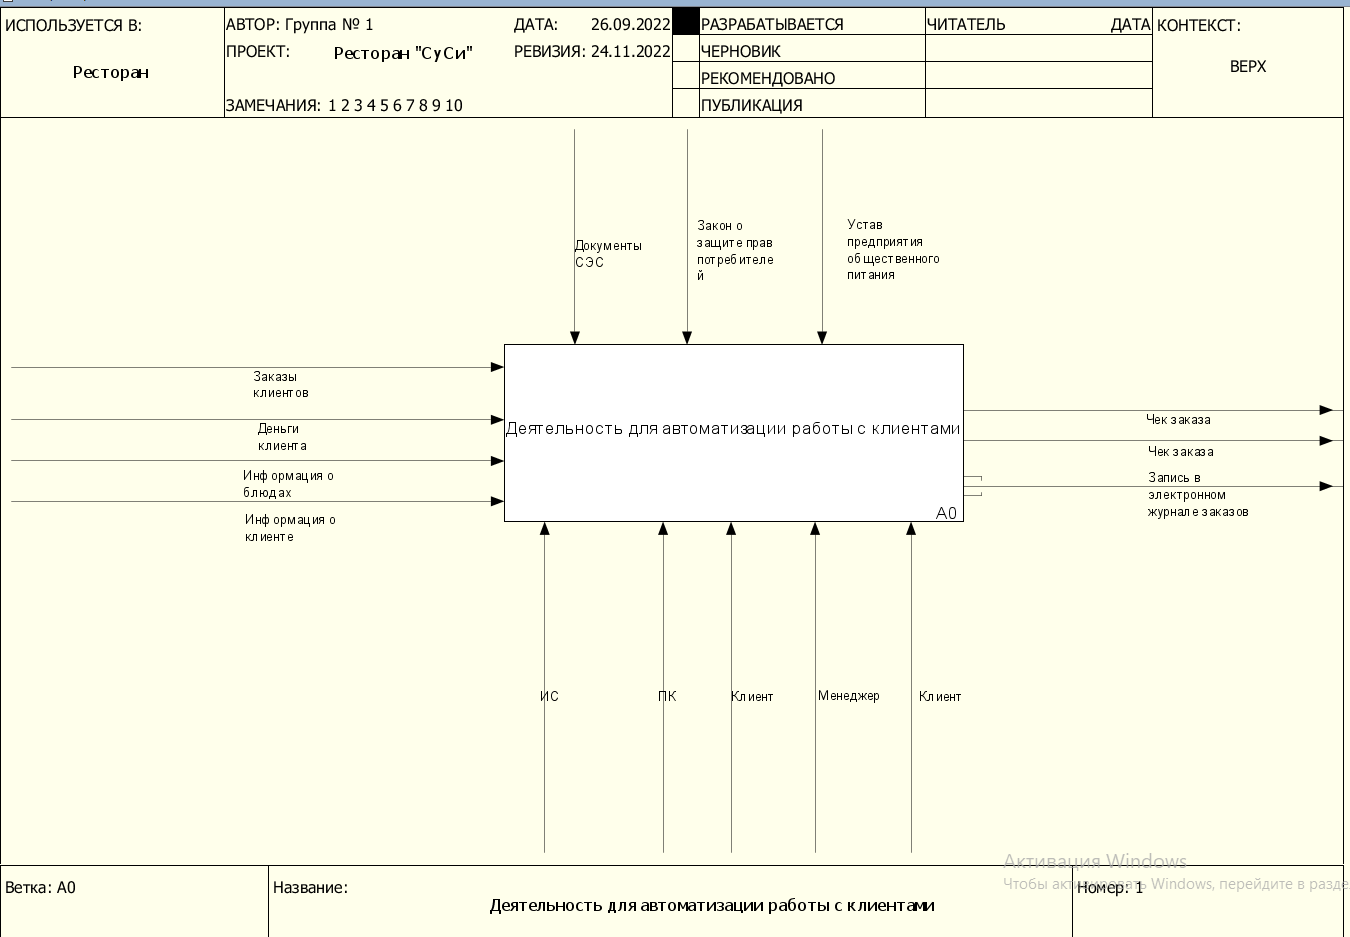 ИСПОЛЬЗУЕТСЯ В:
Ресторан
АВТОР: Группа № 1
ДАТА: 26.09.2022
ПРОЕКТ: Ресторан "СуСи"
РЕВИЗИЯ: 24.11.2022
ЗАМЕЧАНИЯ: 1 2 3 4 5 6 7 8 9 10
РАЗРАБАТЫВАЕТСЯ
ЧЕРНОВИК
РЕКОМЕНДОВАНО
ПУБЛИКАЦИЯ
ЧИТАТЕЛЬ ДАТА
КОНТЕКСТ:
ВЕРХ
Документы
СЭС
Закон о
защите прав
потребителе
й
Устав
предприятия
общественного
питания
Заказы
клиентов
Деньги
клиента
Информация о
блюдах
Информация о
клиенте
Деятельность для автоматизации работы с клиентами
A0
Чек заказа
Чек заказа
Запись в
электронном
журнале заказов
ИС
ПК
Клиент
Менеджер
Клиент
Активация Windows
Чтобы активировать Windows, перейдите в разде
Ветка: A0
Название:
Деятельность для автоматизации работы с клиентами
Номер: 1